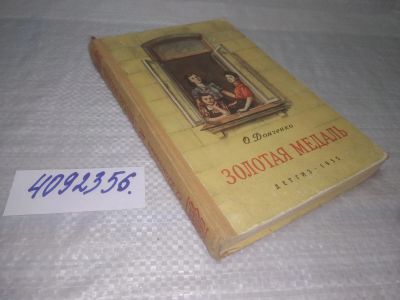 О. Донченко
ЗОЛОТАЯ МЕДАЛЬ
ДЕТГИЗ - 1955
4092356.